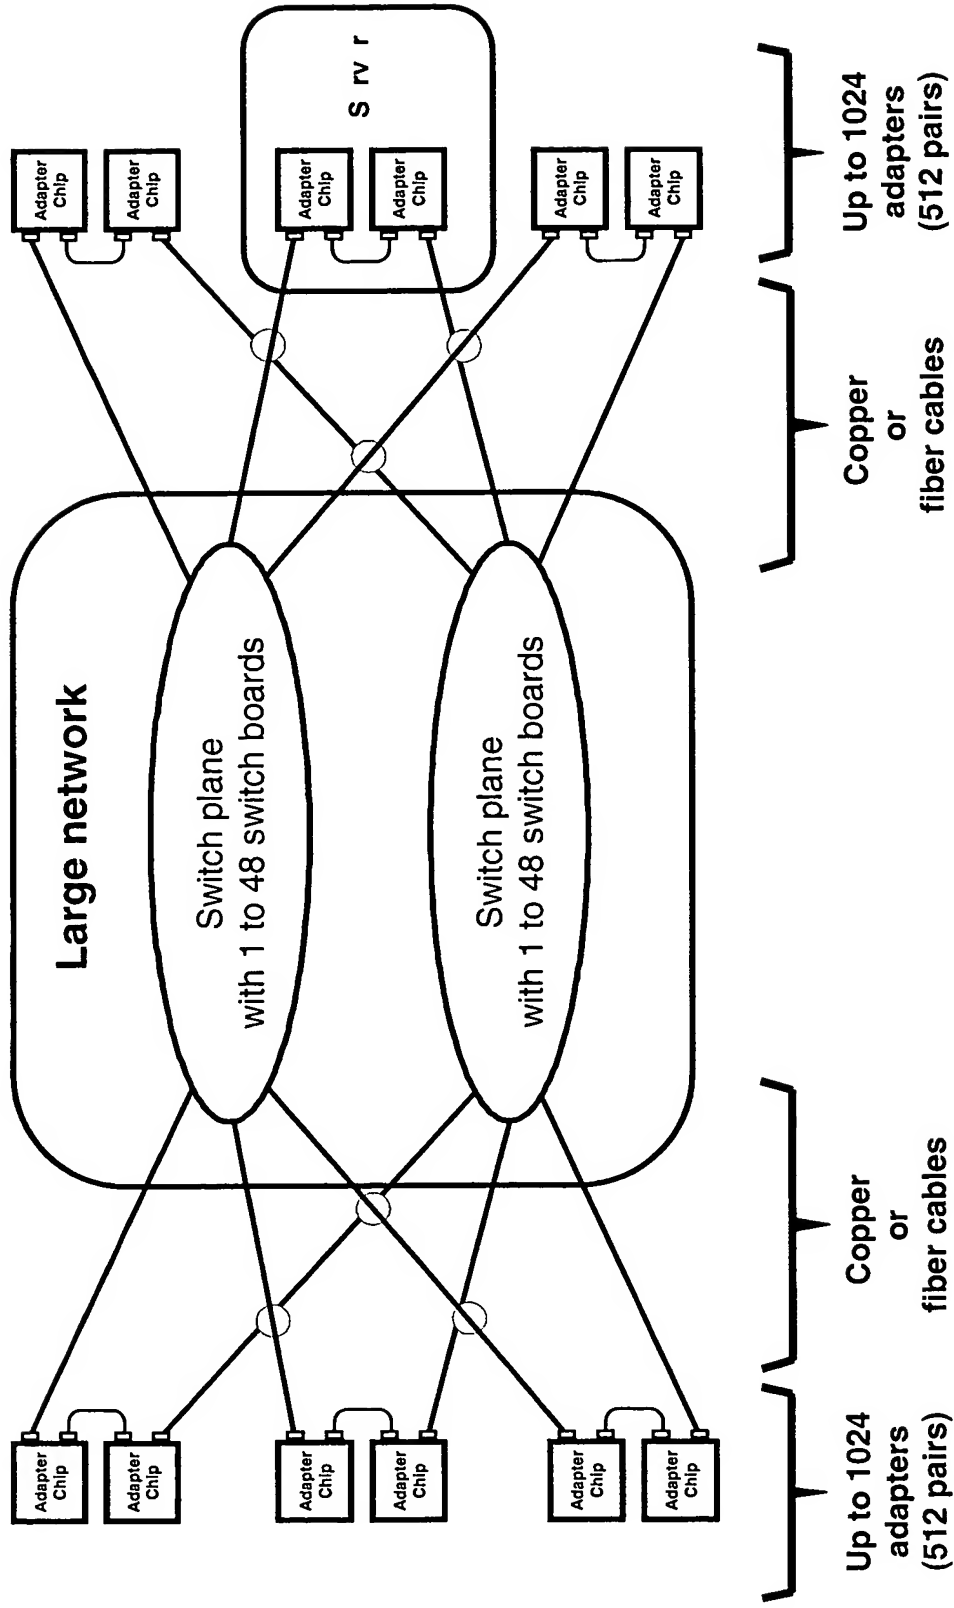 Large network
Adapter
Chip
Adapter
Chip
Adapter
Chip
Adapter
Chip
Switch plane
with 1 to 48 switch boards
Adapter
Chip
Adapter
Chip
Adapter
Chip
Adapter
Chip
S rv r
Switch plane
with 1 to 48 switch boards
Adapter
Chip
Adapter
Chip
Adapter
Chip
Adapter
Chip
Up to 1024
adapters
(512 pairs)
Copper
or
fiber cables
Copper
or
fiber cables
Up to 1024
adapters
(512 pairs)